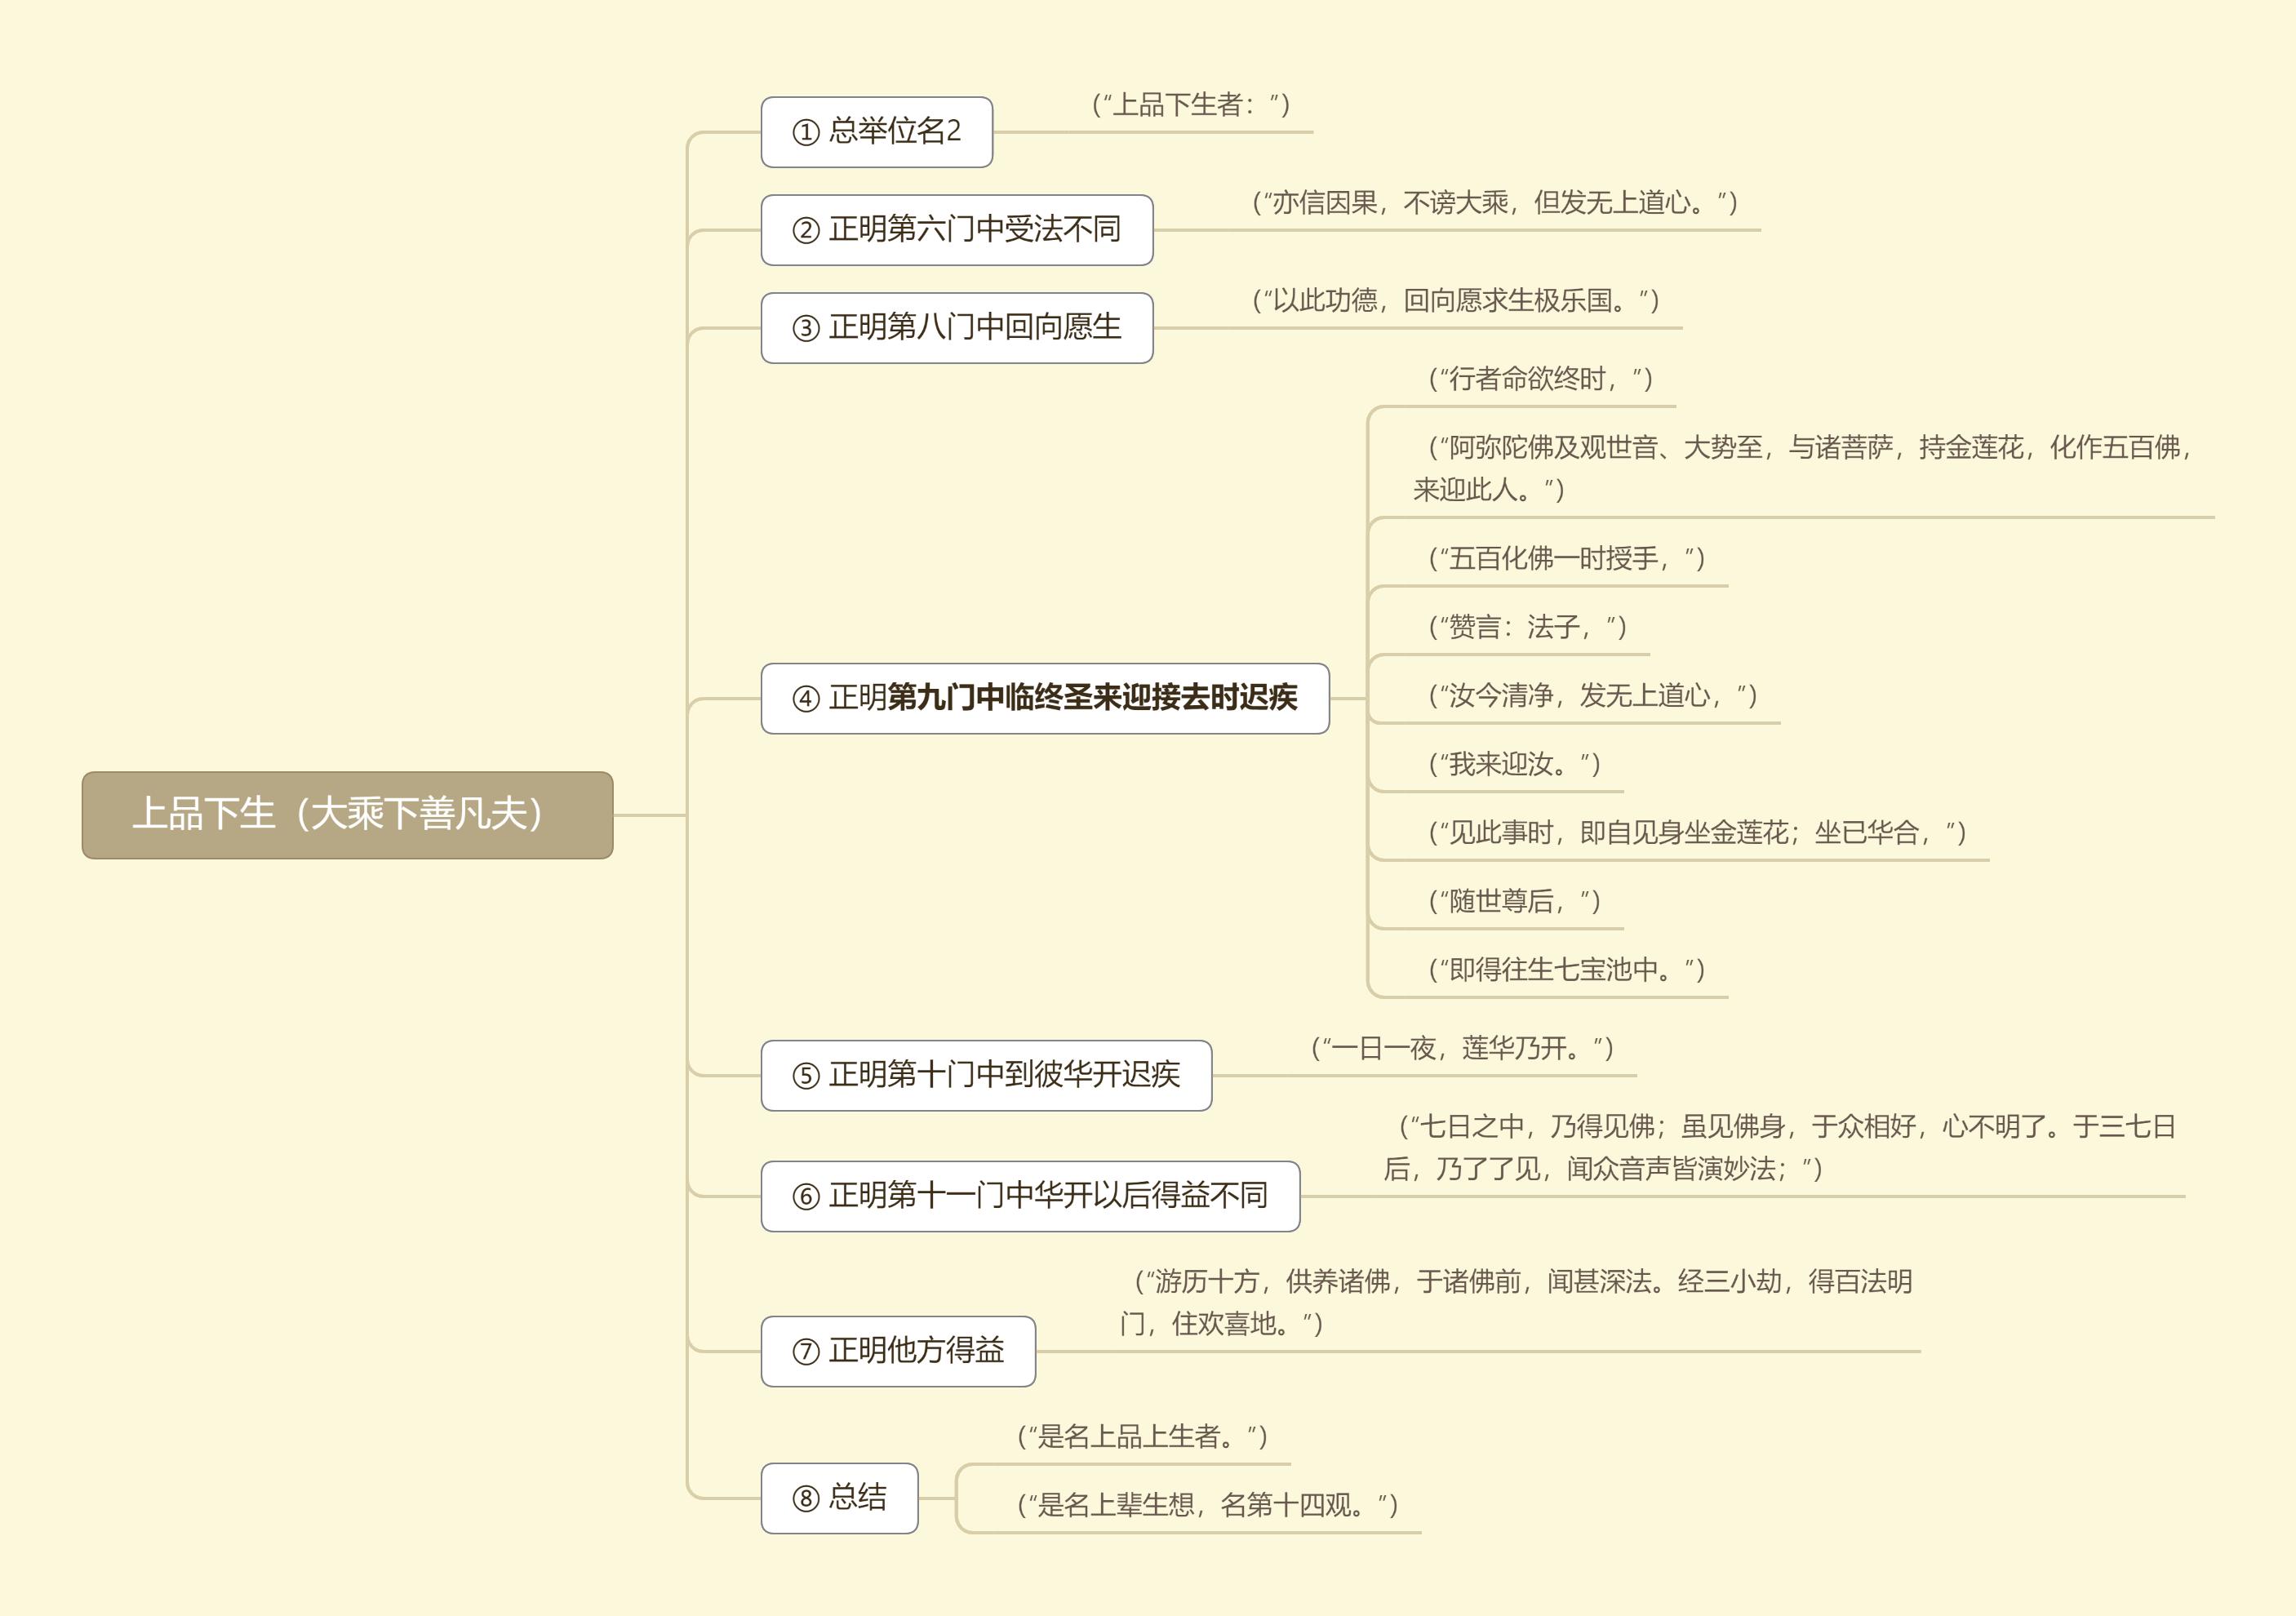 上品下生（大乘下善凡夫）
① 总举位名2
（“上品下生者：”）
② 正明第六门中受法不同
（“亦信因果，不谤大乘，但发无上道心。”）
③ 正明第八门中回向愿生
（“以此功德，回向愿求生极乐国。”）
④ 正明第九门中临终圣来迎接去时迟疾
（“行者命欲终时，”）
（“阿弥陀佛及观世音、大势至，与诸菩萨，持金莲花，化作五百佛，
来迎此人。”）
（“五百化佛一时授手，”）
（“赞言：法子，”）
（“汝今清净，发无上道心，”）
（“我来迎汝。”）
（“见此事时，即自见身坐金莲花；坐已华合，”）
（“随世尊后，”）
（“即得往生七宝池中。”）
⑤ 正明第十门中到彼华开迟疾
（“一日一夜，莲华乃开。”）
⑥ 正明第十一门中华开以后得益不同
（“七日之中，乃得见佛；虽见佛身，于众相好，心不明了。于三七日
后，乃了了见，闻众音声皆演妙法；”）
⑦ 正明他方得益
（“游历十方，供养诸佛，于诸佛前，闻甚深法。经三小劫，得百法明
门，住欢喜地。”）
⑧ 总结
（“是名上品上生者。”）
（“是名上辈生想，名第十四观。”）